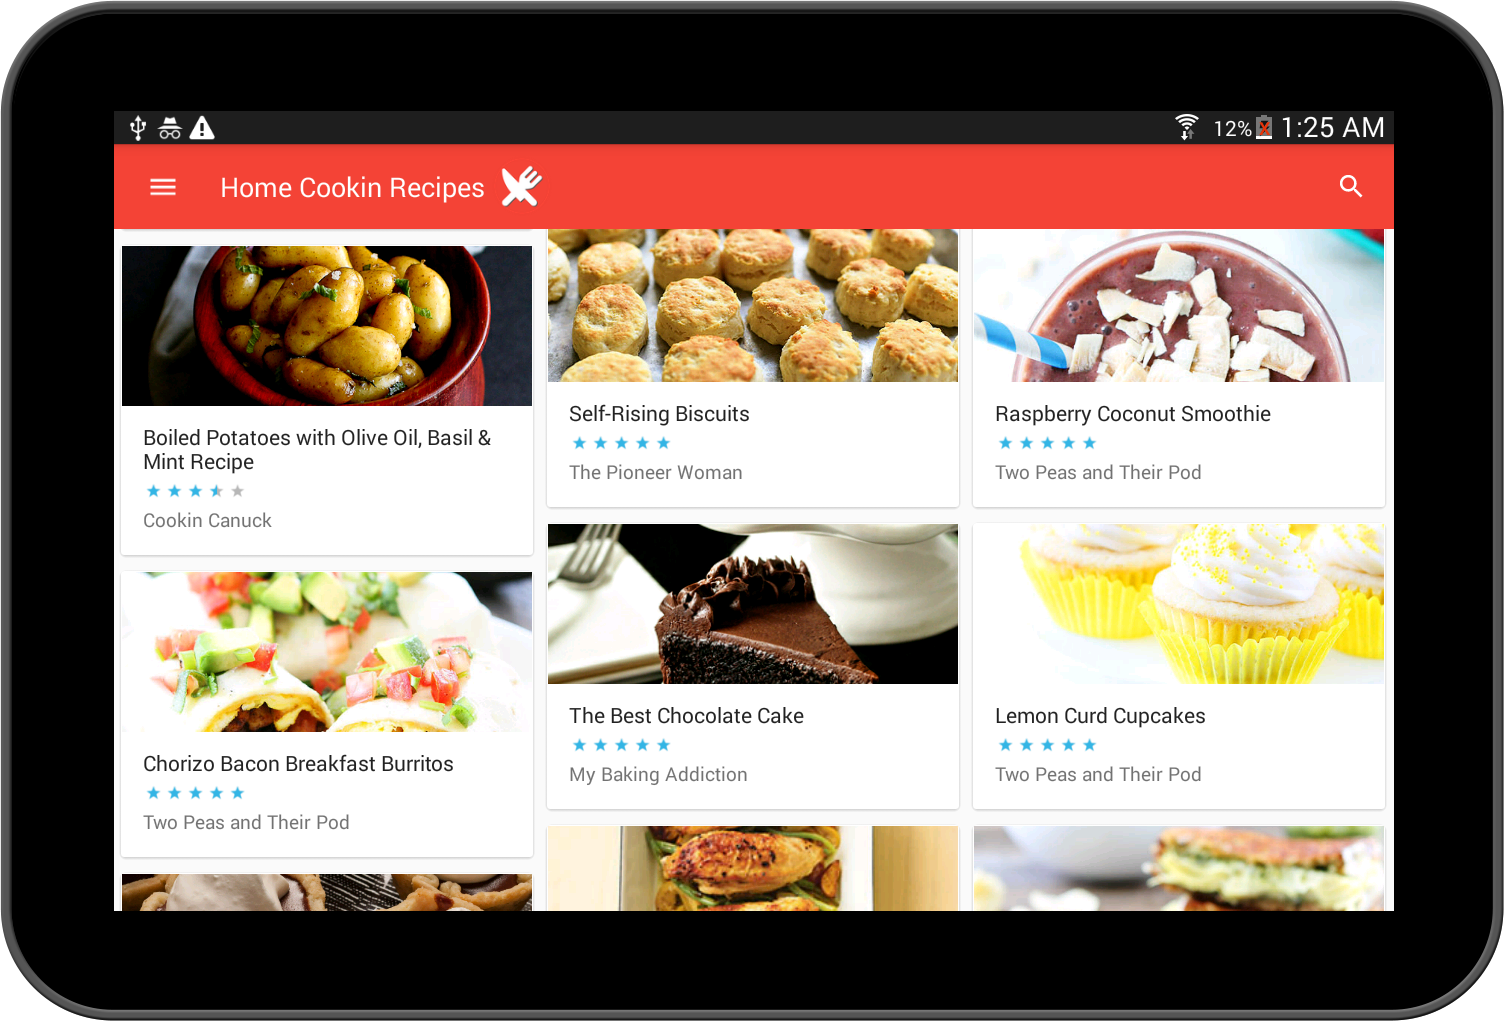 12% 1:25 AM
Home Cookin Recipes
Boiled Potatoes with Olive Oil, Basil &
Mint Recipe
Cookin Canuck
Self-Rising Biscuits
The Pioneer Woman
Raspberry Coconut Smoothie
Two Peas and Their Pod
Chorizo Bacon Breakfast Burritos
Two Peas and Their Pod
The Best Chocolate Cake
My Baking Addiction
Lemon Curd Cupcakes
Two Peas and Their Pod